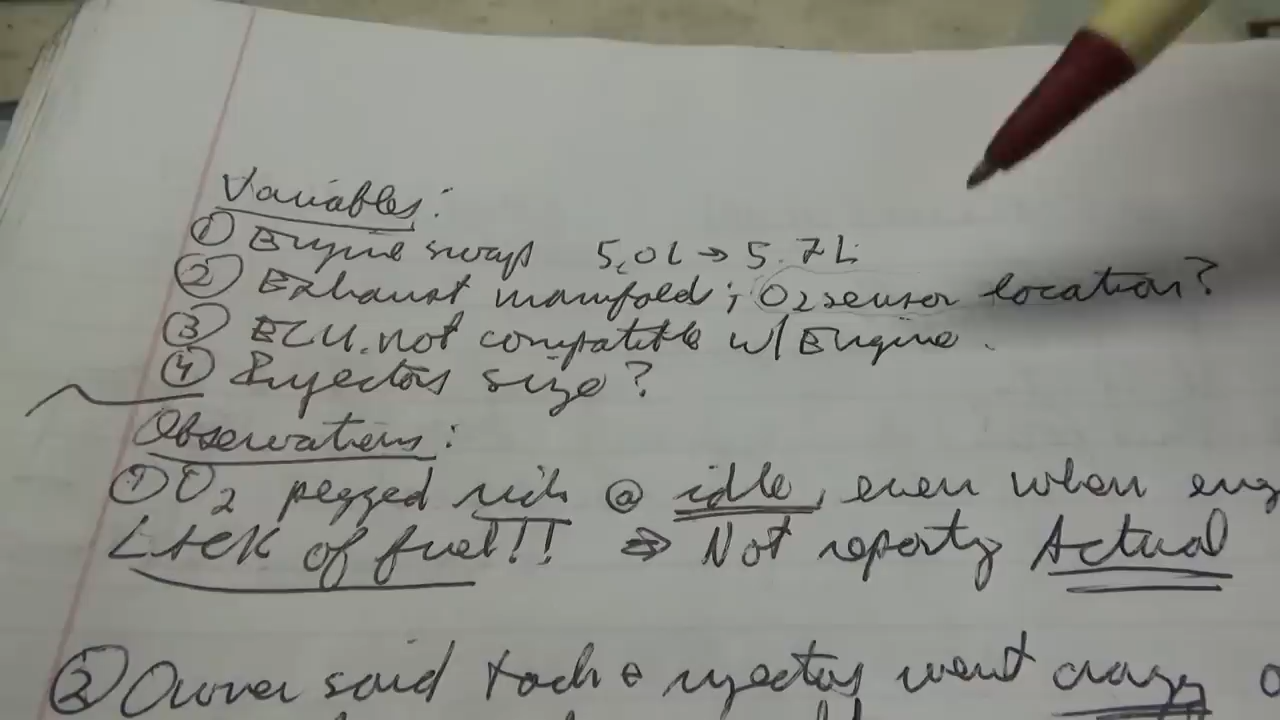 Variables:
① Engine swap 5.0L → 5.7L
② Exhaust manifold; O2 sensor location?
③ ECU not compatible w/ Engine.
④ Injectors size?
Observations:
① O2 pegged rich @ idle, even when eng
LACK of fuel!! ⇒ Not reporting Actual
② Owner said tach + injectors went crazy